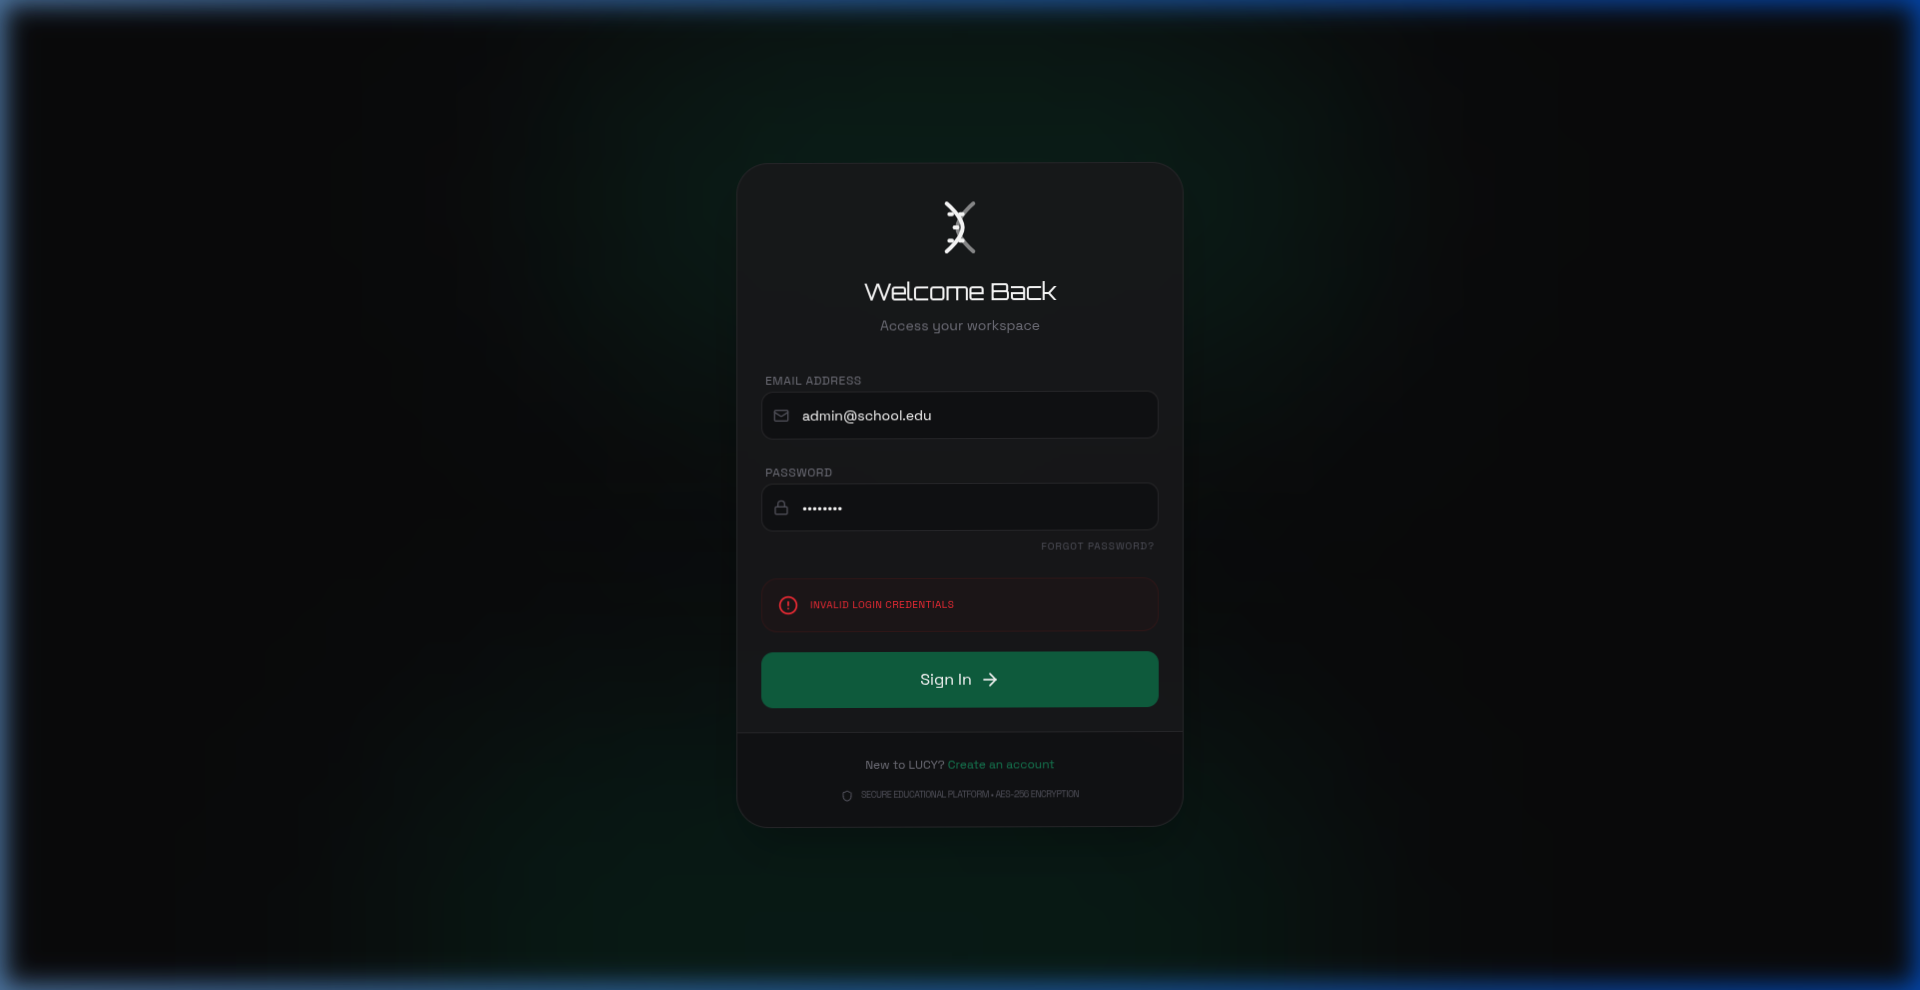 Welcome Back
Access your workspace
EMAIL ADDRESS
admin@school.edu
PASSWORD
••••••••
FORGOT PASSWORD?
INVALID LOGIN CREDENTIALS
Sign In →
New to LUCY? Create an account
SECURE EDUCATIONAL PLATFORM • AES-256 ENCRYPTION